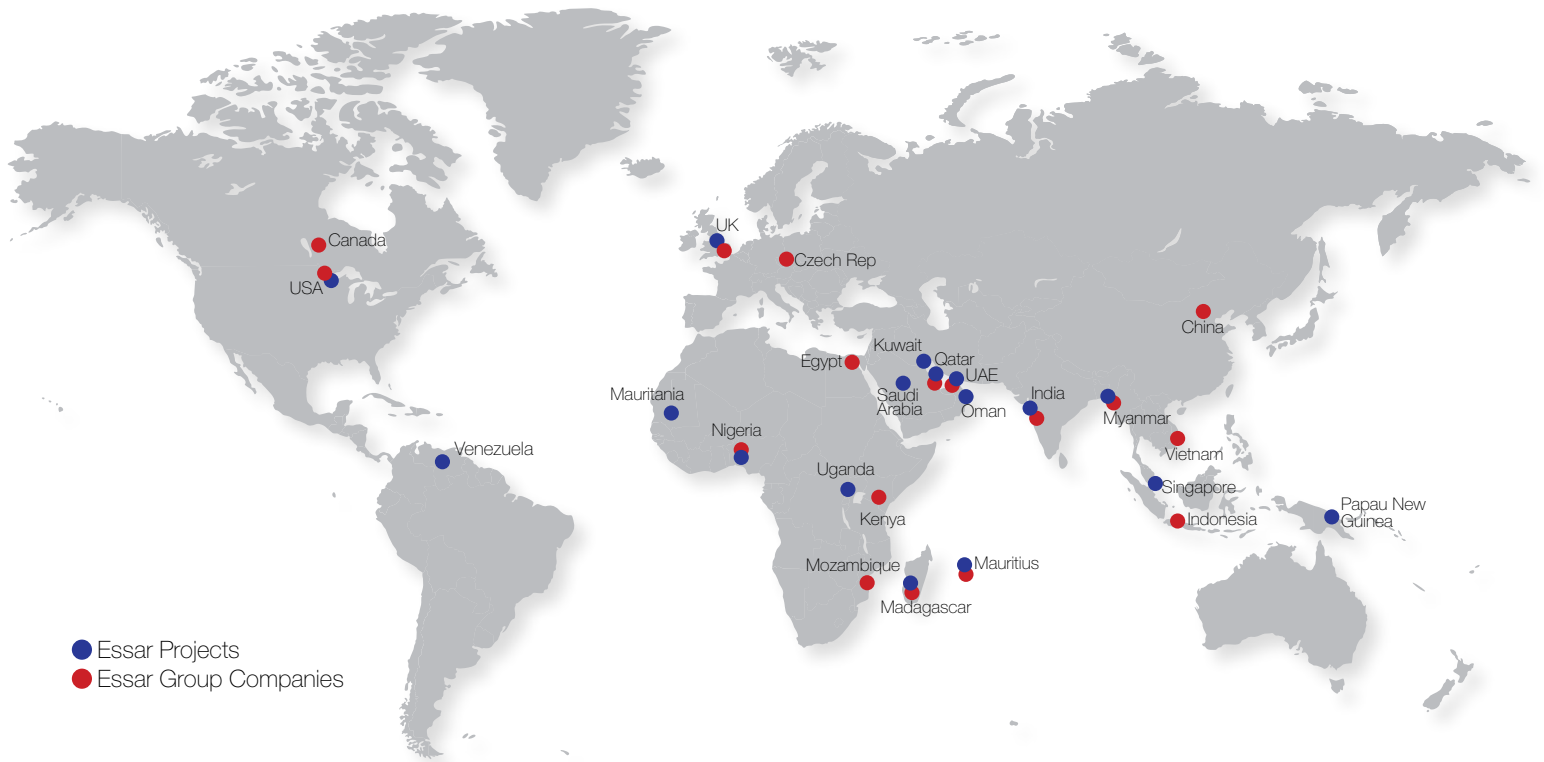 UK
Canada
Czech Rep
USA
China
Kuwait
Qatar
Egypt
UAE
Saudi
Arabia
Mauritania
India
Oman
Myanmar
Nigeria
Venezuela
Vietnam
Uganda
Singapore
Papau New
Guinea
Kenya
Indonesia
Mozambique
Mauritius
Madagascar
Essar Projects
Essar Group Companies